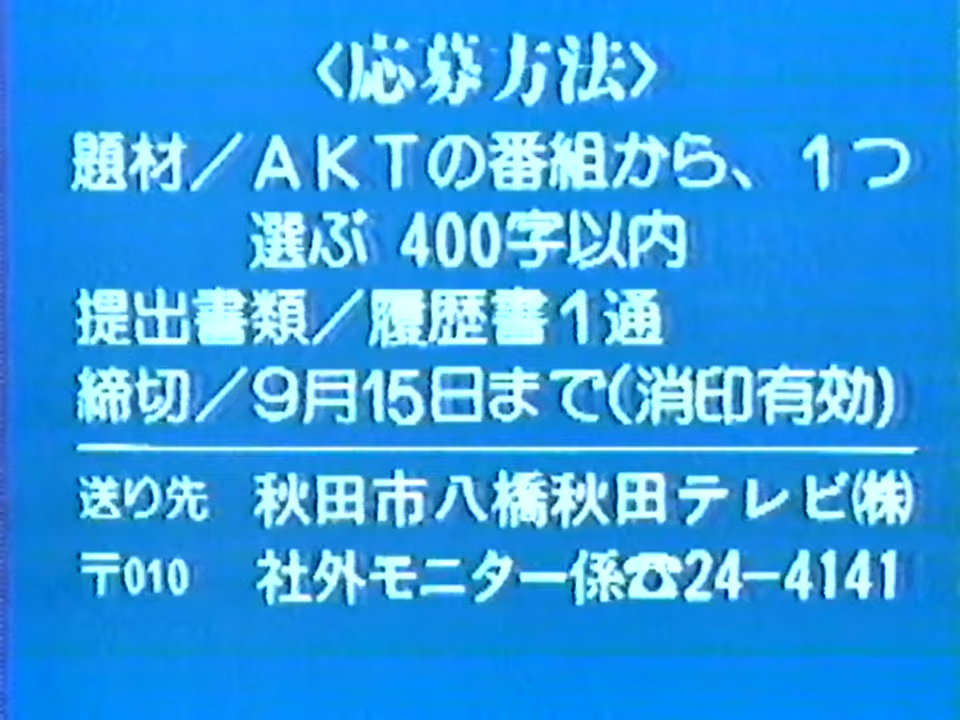 〈応募方法〉
題材／AKTの番組から、1つ
選ぶ 400字以内
提出書類／履歴書1通
締切／9月15日まで(消印有効)
送り先 秋田市八橋秋田テレビ㈱
〒010 社外モニター係☎24-4141